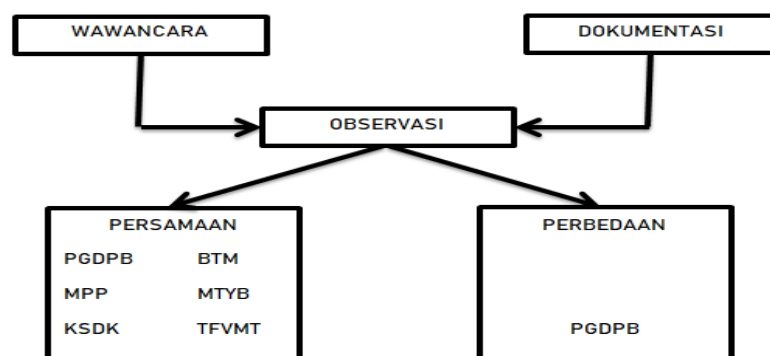 WAWANCARA
DOKUMENTASI
OBSERVASI
PERSAMAAN
PGDPB BTM
MPP MTYB
KSDK TFVMT
PERBEDAAN
PGDPB